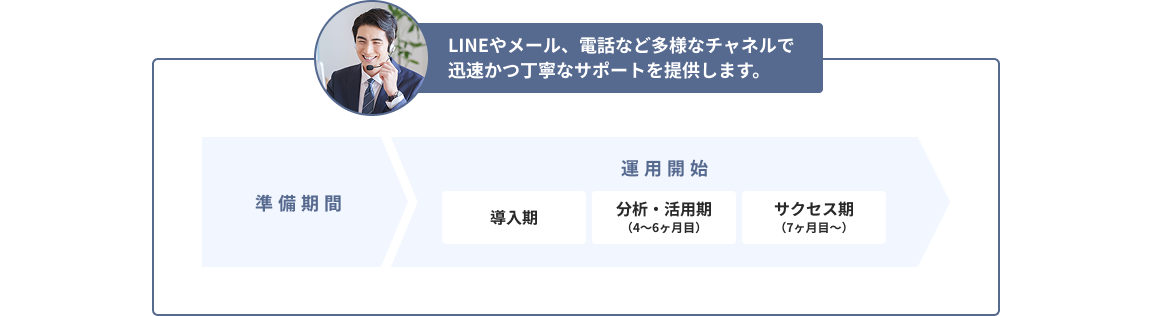 LINEやメール、電話など多様なチャネルで
迅速かつ丁寧なサポートを提供します。
準備期間
運用開始
導入期
分析・活用期
（4〜6ヶ月目）
サクセス期
（7ヶ月目〜）